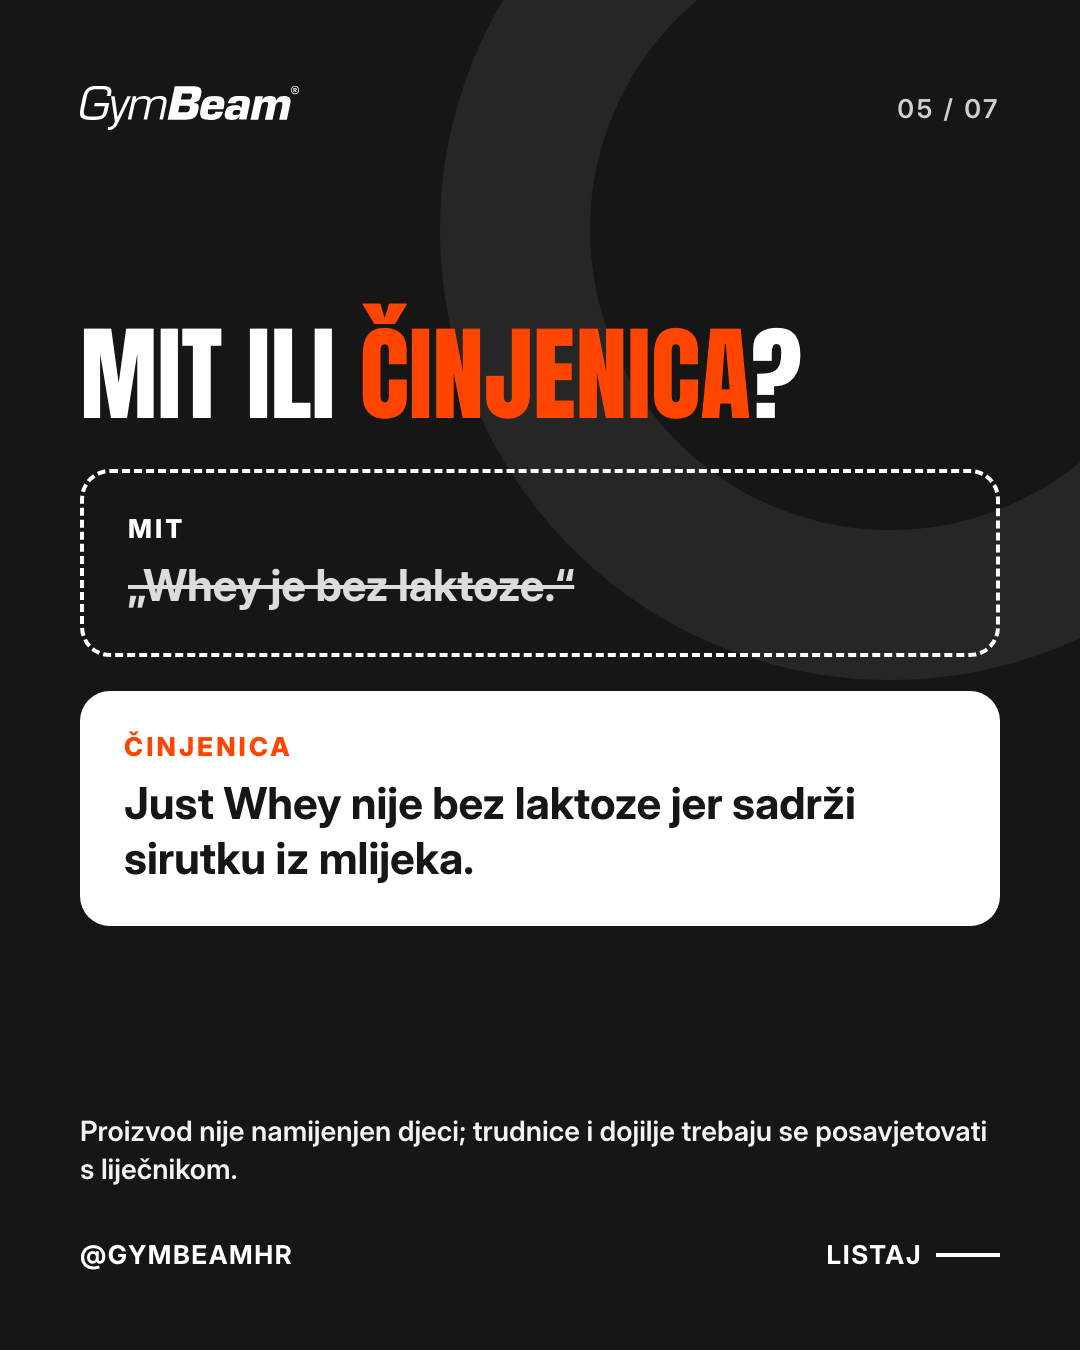 GymBeam®
05 / 07
MIT ILI ČINJENICA?
MIT
„Whey je bez laktoze.“
ČINJENICA
Just Whey nije bez laktoze jer sadrži
sirutku iz mlijeka.
Proizvod nije namijenjen djeci; trudnice i dojilje trebaju se posavjetovati
s liječnikom.
@GYMBEAMHR
LISTAJ